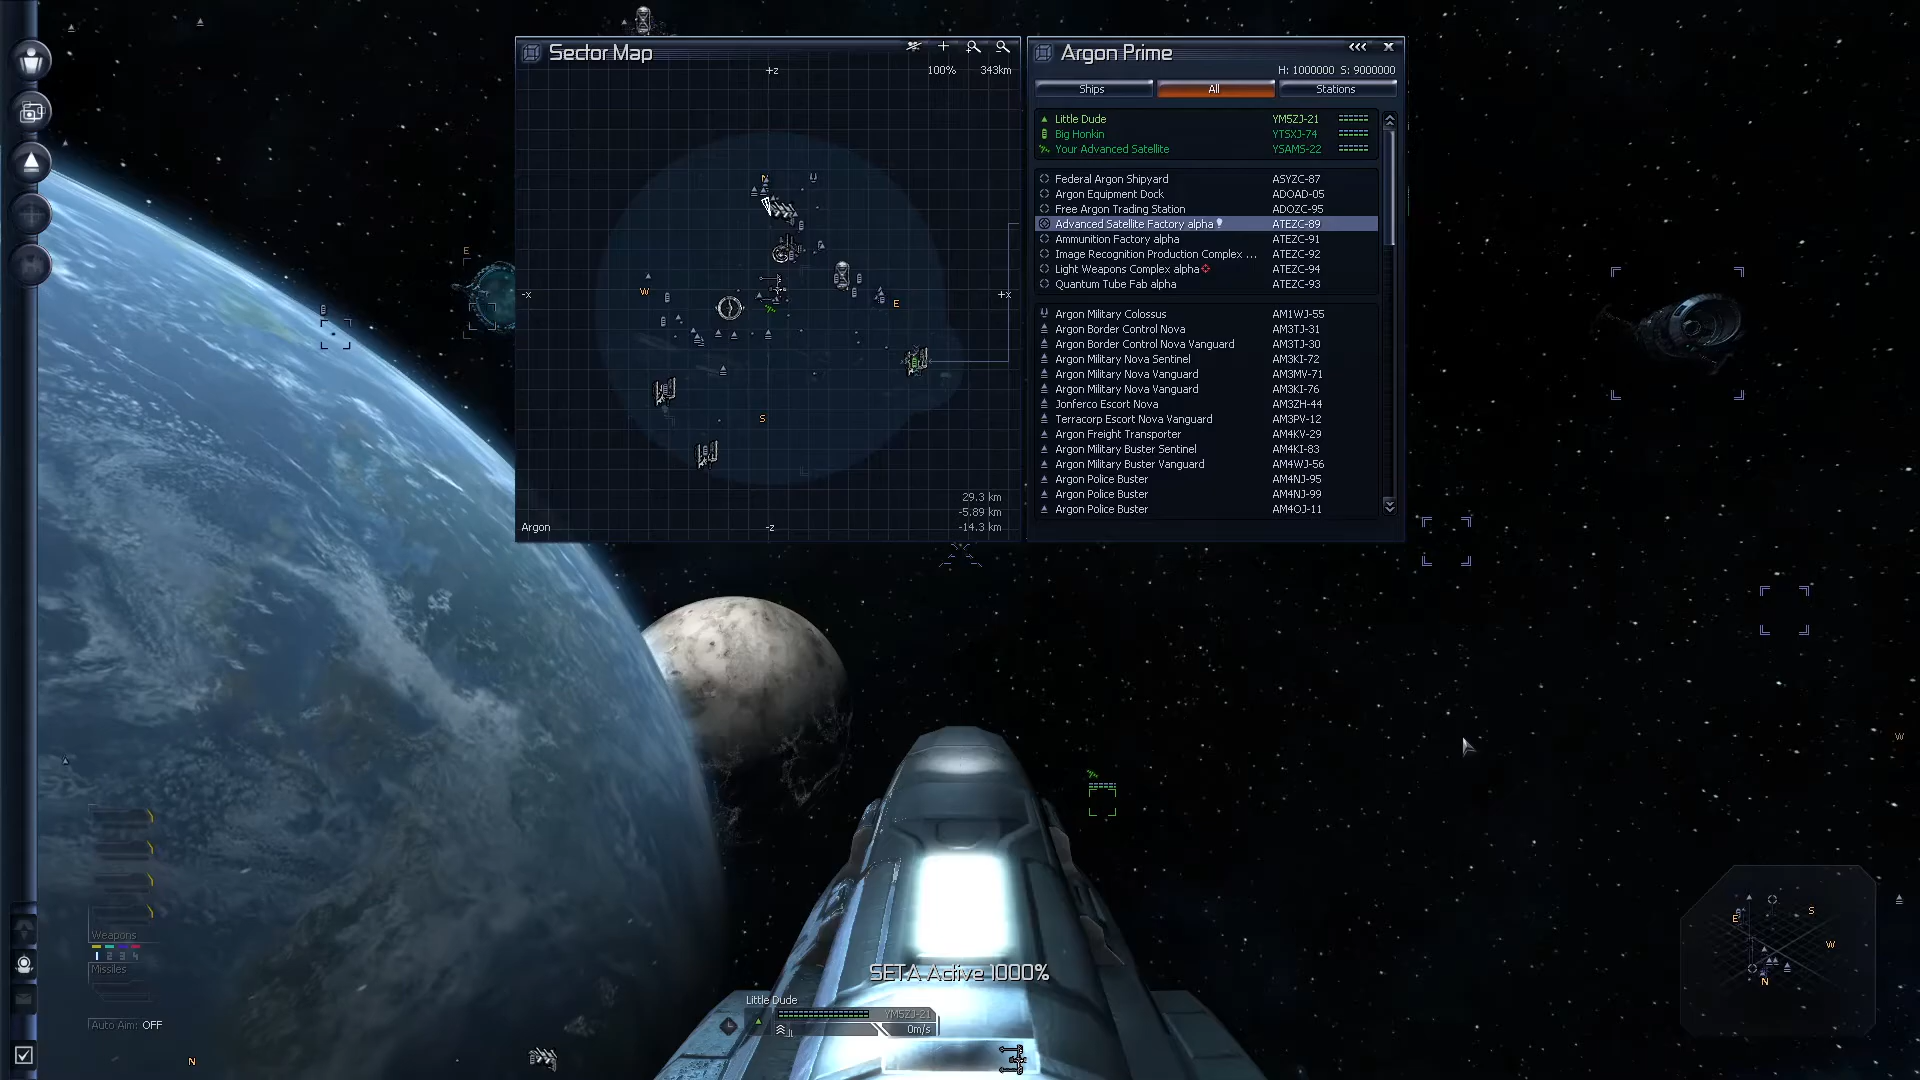 Sector Map
100% 343km
+z
-x
+x
-z
N
W
E
S
29.3 km
-5.89 km
-14.3 km
Argon
Argon Prime
H: 1000000 S: 9000000
Ships All Stations
Little Dude YM5ZJ-21
Big Honkin YTSXJ-74
Your Advanced Satellite YSAMS-22
Federal Argon Shipyard ASYZC-87
Argon Equipment Dock ADOAD-05
Free Argon Trading Station ADOZC-95
Advanced Satellite Factory alpha ATEZC-89
Ammunition Factory alpha ATEZC-91
Image Recognition Production Complex ... ATEZC-92
Light Weapons Complex alpha ATEZC-94
Quantum Tube Fab alpha ATEZC-93
Argon Military Colossus AM1WJ-55
Argon Border Control Nova AM3TJ-31
Argon Border Control Nova Vanguard AM3TJ-30
Argon Military Nova Sentinel AM3KI-72
Argon Military Nova Vanguard AM3MV-71
Argon Military Nova Vanguard AM3KI-76
Jonferco Escort Nova AM3ZH-44
Terracorp Escort Nova Vanguard AM3PV-12
Argon Freight Transporter AM4KV-29
Argon Military Buster Sentinel AM4KI-83
Argon Military Buster Vanguard AM4WJ-56
Argon Police Buster AM4NJ-95
Argon Police Buster AM4NJ-99
Argon Police Buster AM4OJ-11
E
W
Weapons
1 2 3 4
Missiles
Auto Aim: OFF
N
SETA Active 1000%
Little Dude
YM5ZJ-21
0m/s
E
S
W
N